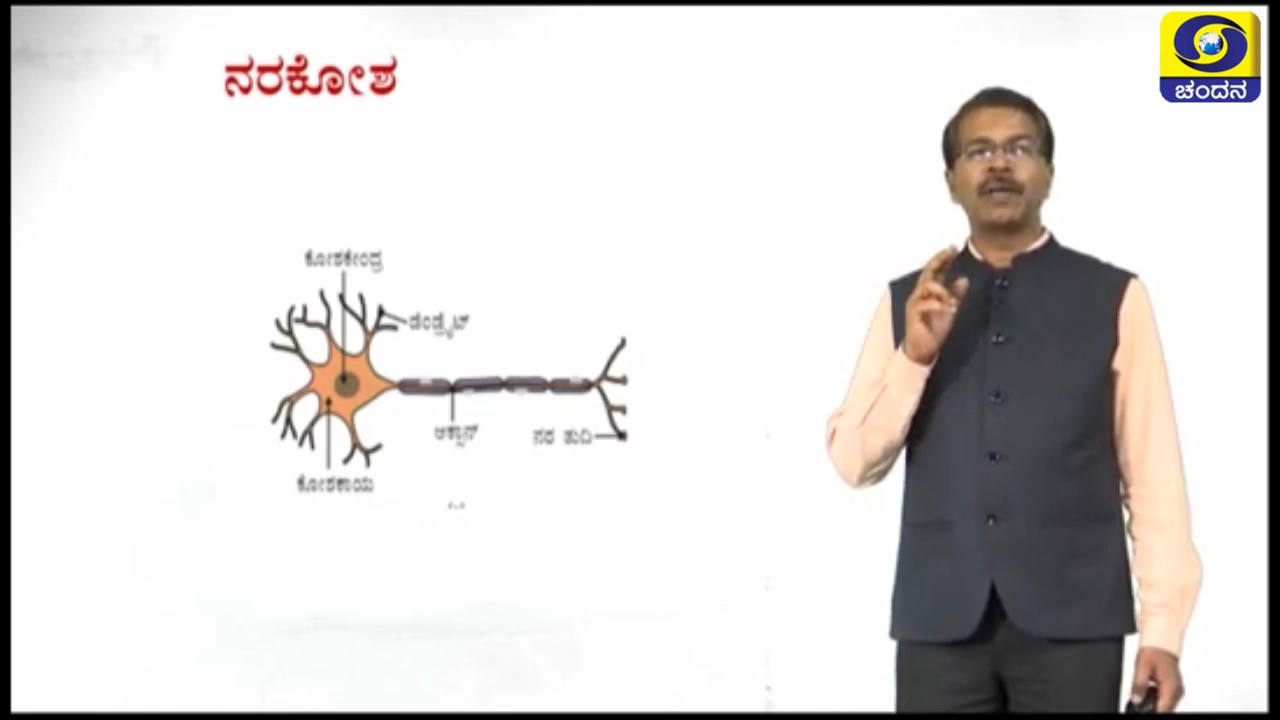 ನರಕೋಶ
ಚಂದನ
ಕೋಶಕೇಂದ್ರ
ಡೆಂಡ್ರೈಟ್
ಆಕ್ಸಾನ್
ನರ ತುದಿ
ಕೋಶಕಾಯ